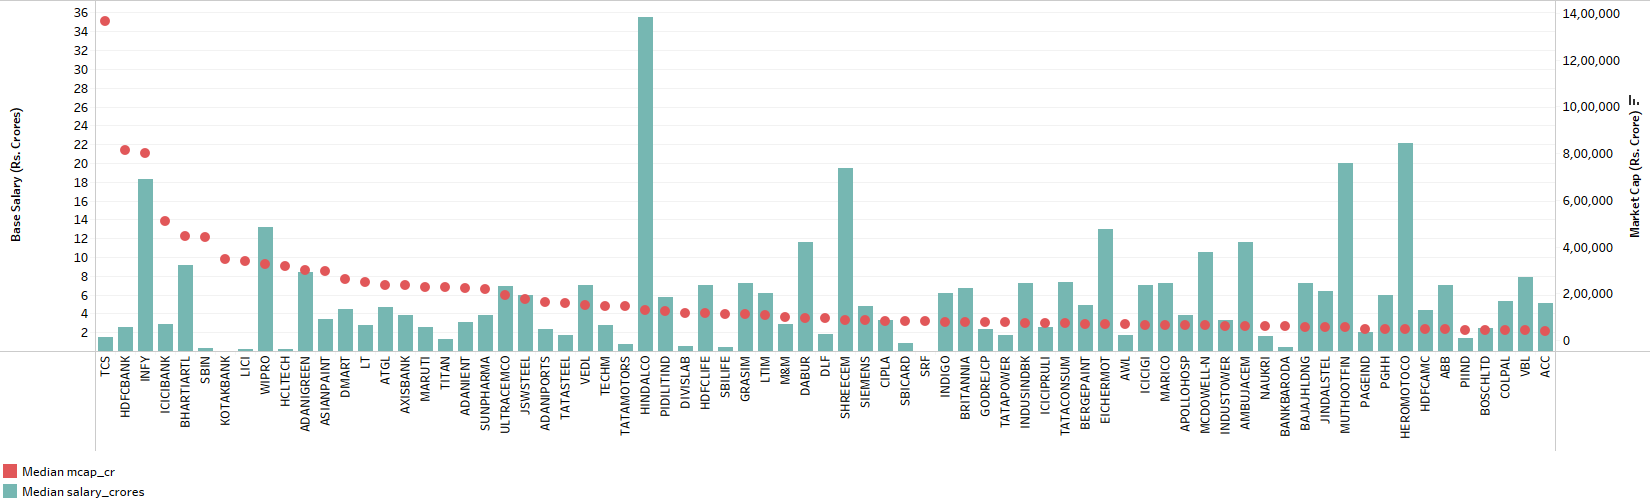 Base Salary (Rs. Crores)
36
34
32
30
28
26
24
22
20
18
16
14
12
10
8
6
4
2
14,00,000
12,00,000
10,00,000
8,00,000
6,00,000
4,00,000
2,00,000
0
Market Cap (Rs. Crore)
TCS
HDFCBANK
INFY
ICICIBANK
BHARTIARTL
SBIN
KOTAKBANK
LICI
WIPRO
HCLTECH
ADANIGREEN
ASIANPAINT
DMART
LT
ATGL
AXISBANK
MARUTI
TITAN
ADANIENT
SUNPHARMA
ULTRACEMCO
JSWSTEEL
ADANIPORTS
TATASTEEL
VEDL
TECHM
TATAMOTORS
HINDALCO
PIDILITIND
DIVISLAB
HDFCLIFE
SBILIFE
GRASIM
LTIM
M&M
DABUR
DLF
SHREECEM
SIEMENS
CIPLA
SBICARD
SRF
INDIGO
BRITANNIA
GODREJCP
TATAPOWER
INDUSINDBK
ICICIPRULI
TATACONSUM
BERGEPAINT
EICHERMOT
AWL
ICICIGI
MARICO
APOLLOHOSP
MCDOWELL-N
INDUSTOWER
AMBUJACEM
NAUKRI
BANKBARODA
BAJAJHLDNG
JINDALSTEL
MUTHOOTFIN
PAGEIND
PGHH
HEROMOTOCO
HDFCAMC
ABB
PIIND
BOSCHLTD
COLPAL
VBL
ACC
Median mcap_cr
Median salary_crores